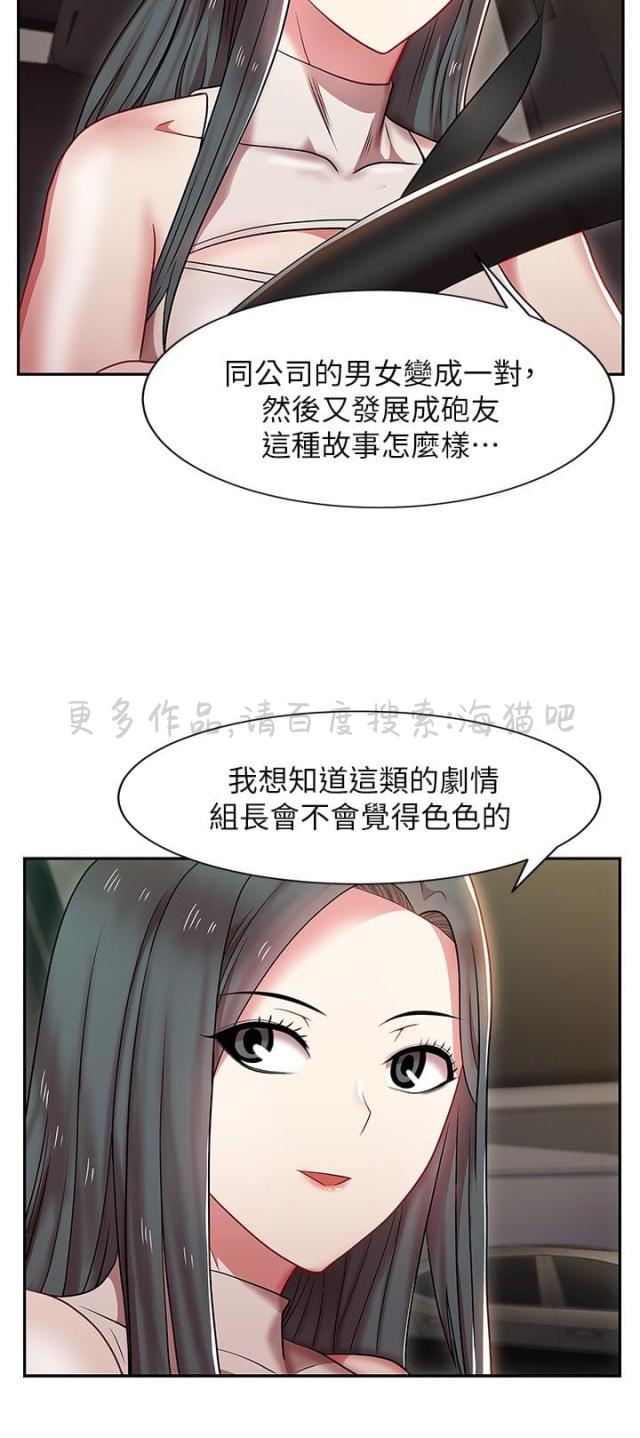 同公司的男女變成一對，
然後又發展成砲友
這種故事怎麼樣…
更多作品,请百度搜索:海猫吧
我想知道這類的劇情
組長會不會覺得色色的